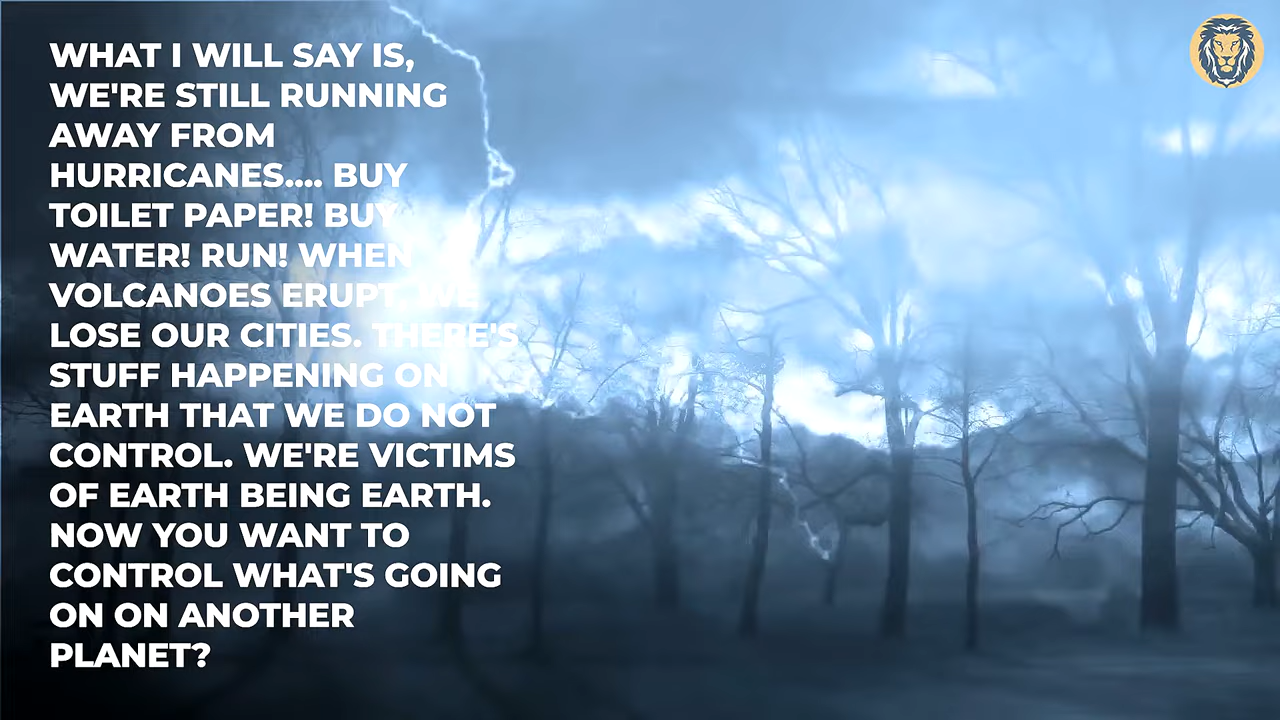 WHAT I WILL SAY IS,
WE'RE STILL RUNNING
AWAY FROM
HURRICANES.... BUY
TOILET PAPER! BUY
WATER! RUN! WHEN
VOLCANOES ERUPT, WE
LOSE OUR CITIES. THERE'S
STUFF HAPPENING ON
EARTH THAT WE DO NOT
CONTROL. WE'RE VICTIMS
OF EARTH BEING EARTH.
NOW YOU WANT TO
CONTROL WHAT'S GOING
ON ON ANOTHER
PLANET?